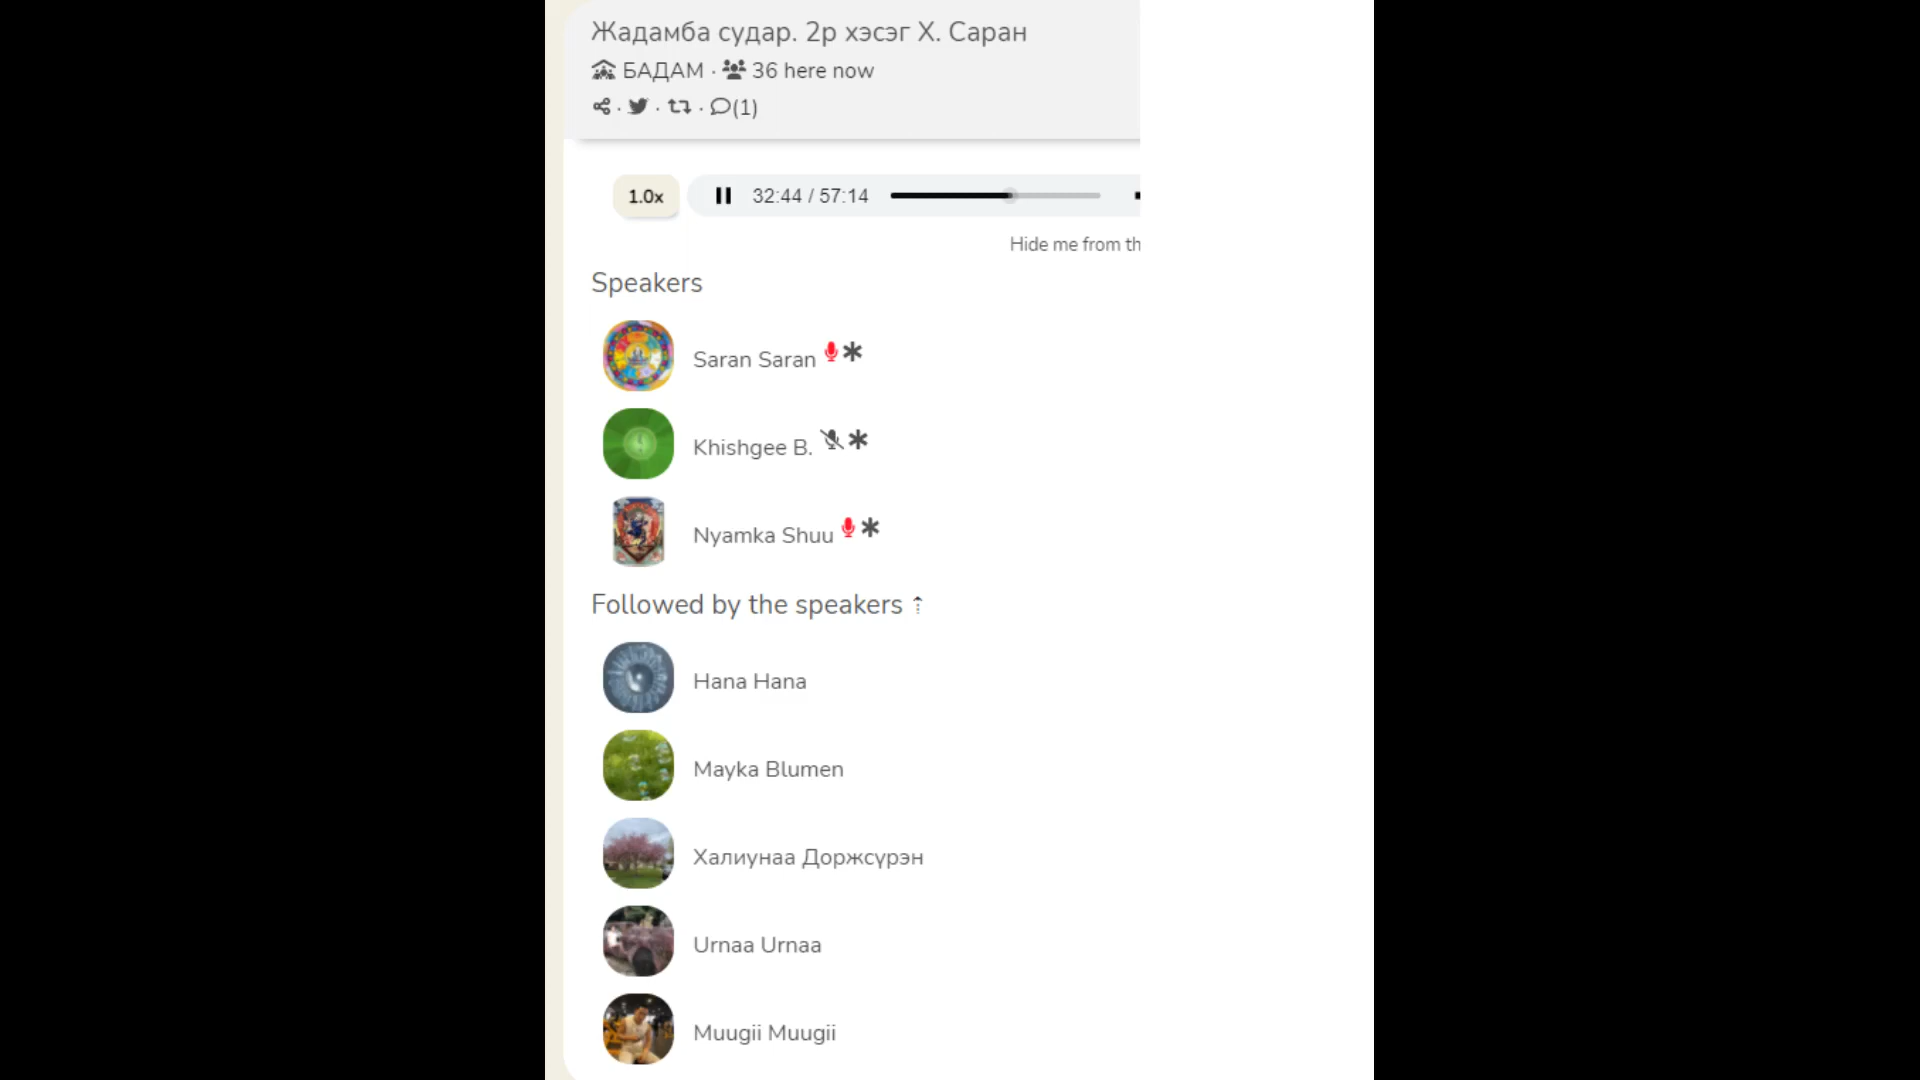 Жадамба судар. 2р хэсэг Х. Саран
БАДАМ · 36 here now
· · · (1)
1.0x
32:44 / 57:14
Hide me from th
Speakers
Saran Saran
Khishgee B.
Nyamka Shuu
Followed by the speakers ⇡
Hana Hana
Mayka Blumen
Халиунаа Доржсүрэн
Urnaa Urnaa
Muugii Muugii